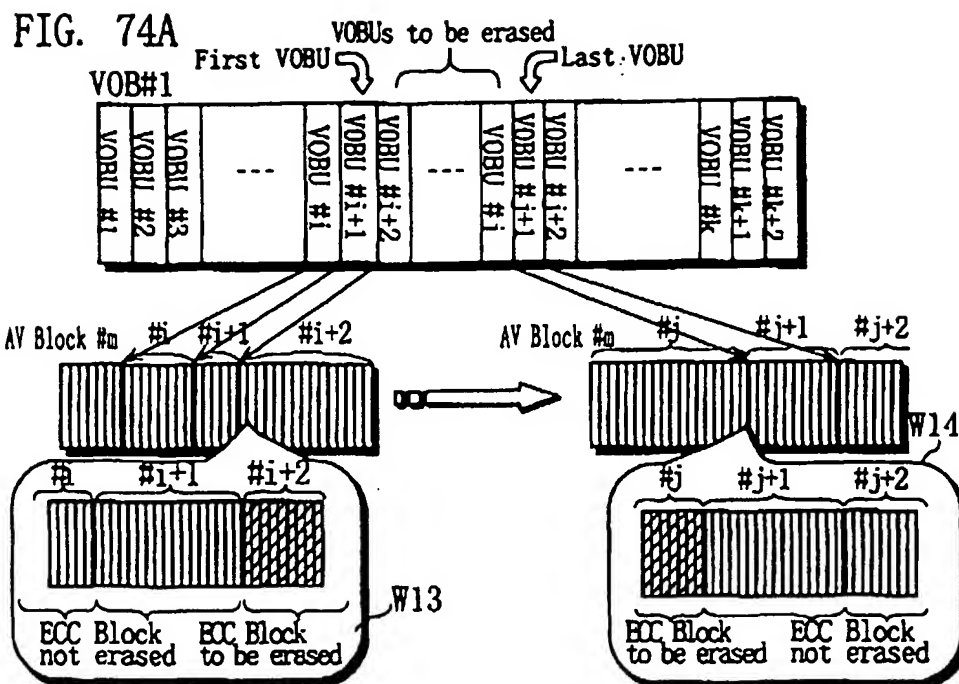 FIG. 74A
VOBUs to be erased
First VOBU
Last VOBU
VOB#1
VOBU #1
VOBU #2
VOBU #3
---
VOBU #i
VOBU #i+1
VOBU #i+2
---
VOBU #j
VOBU #j+1
VOBU #j+2
---
VOBU #k
VOBU #k+1
VOBU #k+2
AV Block #m
#i
#i+1
#i+2
AV Block #m
#j
#j+1
#j+2
W14
#i
#i+1
#i+2
#j
#j+1
#j+2
W13
ECC Block
not erased
ECC Block
to be erased
ECC Block
to be erased
ECC Block
not erased